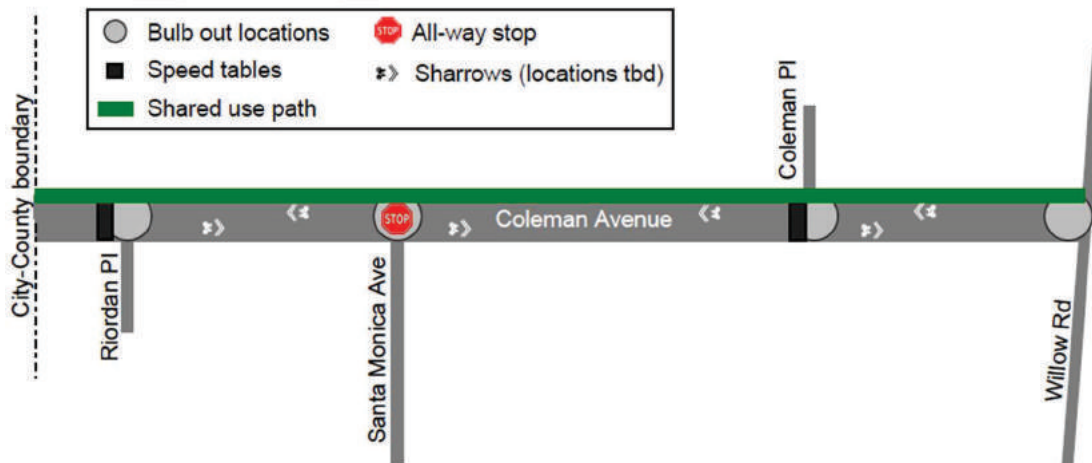 Bulb out locations
STOP All-way stop
Speed tables
Sharrows (locations tbd)
Shared use path
City-County boundary
Coleman Pl
STOP
Coleman Avenue
Riordan Pl
Santa Monica Ave
Willow Rd